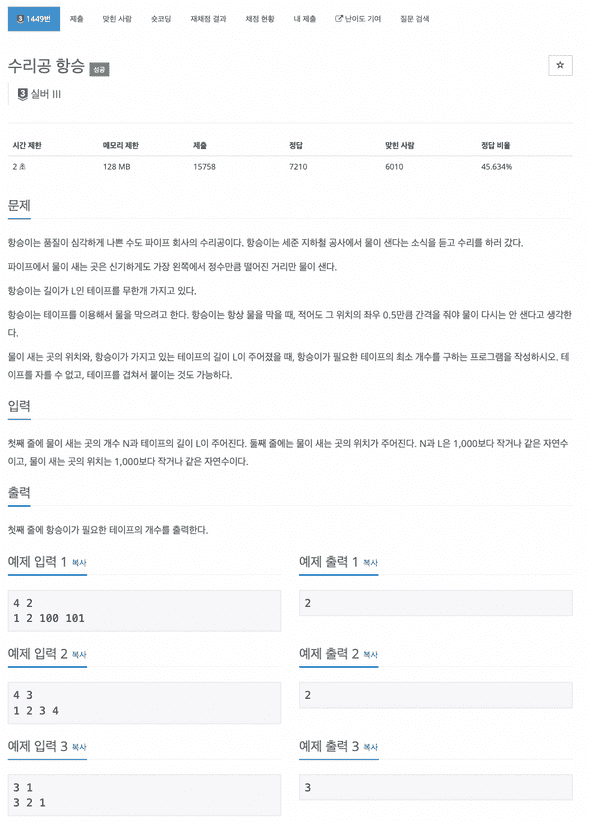 1449번 제출 맞힌 사람 숏코딩 재채점 결과 채점 현황 내 제출 난이도 기여 질문 검색
수리공 항승 성공
3 실버 III
시간 제한 메모리 제한 제출 정답 맞힌 사람 정답 비율
2 초 128 MB 15758 7210 6010 45.634%
문제
항승이는 품질이 심각하게 나쁜 수도 파이프 회사의 수리공이다. 항승이는 세준 지하철 공사에서 물이 샌다는 소식을 듣고 수리를 하러 갔다.
파이프에서 물이 새는 곳은 신기하게도 가장 왼쪽에서 정수만큼 떨어진 거리만 물이 샌다.
항승이는 길이가 L인 테이프를 무한개 가지고 있다.
항승이는 테이프를 이용해서 물을 막으려고 한다. 항승이는 항상 물을 막을 때, 적어도 그 위치의 좌우 0.5만큼 간격을 줘야 물이 다시는 안 샌다고 생각한
다.
물이 새는 곳의 위치와, 항승이가 가지고 있는 테이프의 길이 L이 주어졌을 때, 항승이가 필요한 테이프의 최소 개수를 구하는 프로그램을 작성하시오. 테
이프를 자를 수 없고, 테이프를 겹쳐서 붙이는 것도 가능하다.
입력
첫째 줄에 물이 새는 곳의 개수 N과 테이프의 길이 L이 주어진다. 둘째 줄에는 물이 새는 곳의 위치가 주어진다. N과 L은 1,000보다 작거나 같은 자연수
이고, 물이 새는 곳의 위치는 1,000보다 작거나 같은 자연수이다.
출력
첫째 줄에 항승이가 필요한 테이프의 개수를 출력한다.
예제 입력 1 복사
4 2
1 2 100 101
예제 출력 1 복사
2
예제 입력 2 복사
4 3
1 2 3 4
예제 출력 2 복사
2
예제 입력 3 복사
3 1
3 2 1
예제 출력 3 복사
3